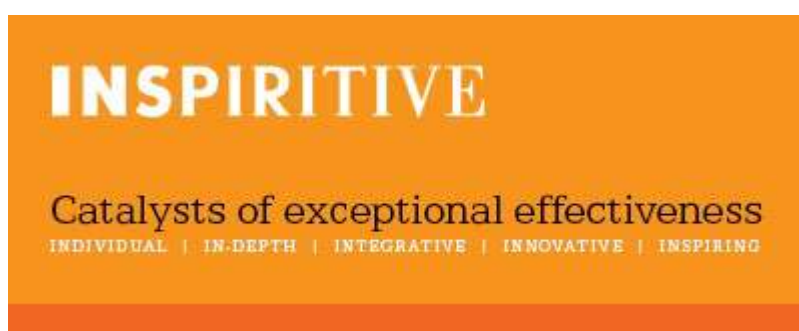 INSPIRITIVE
Catalysts of exceptional effectiveness
INDIVIDUAL | IN-DEPTH | INTEGRATIVE | INNOVATIVE | INSPIRING